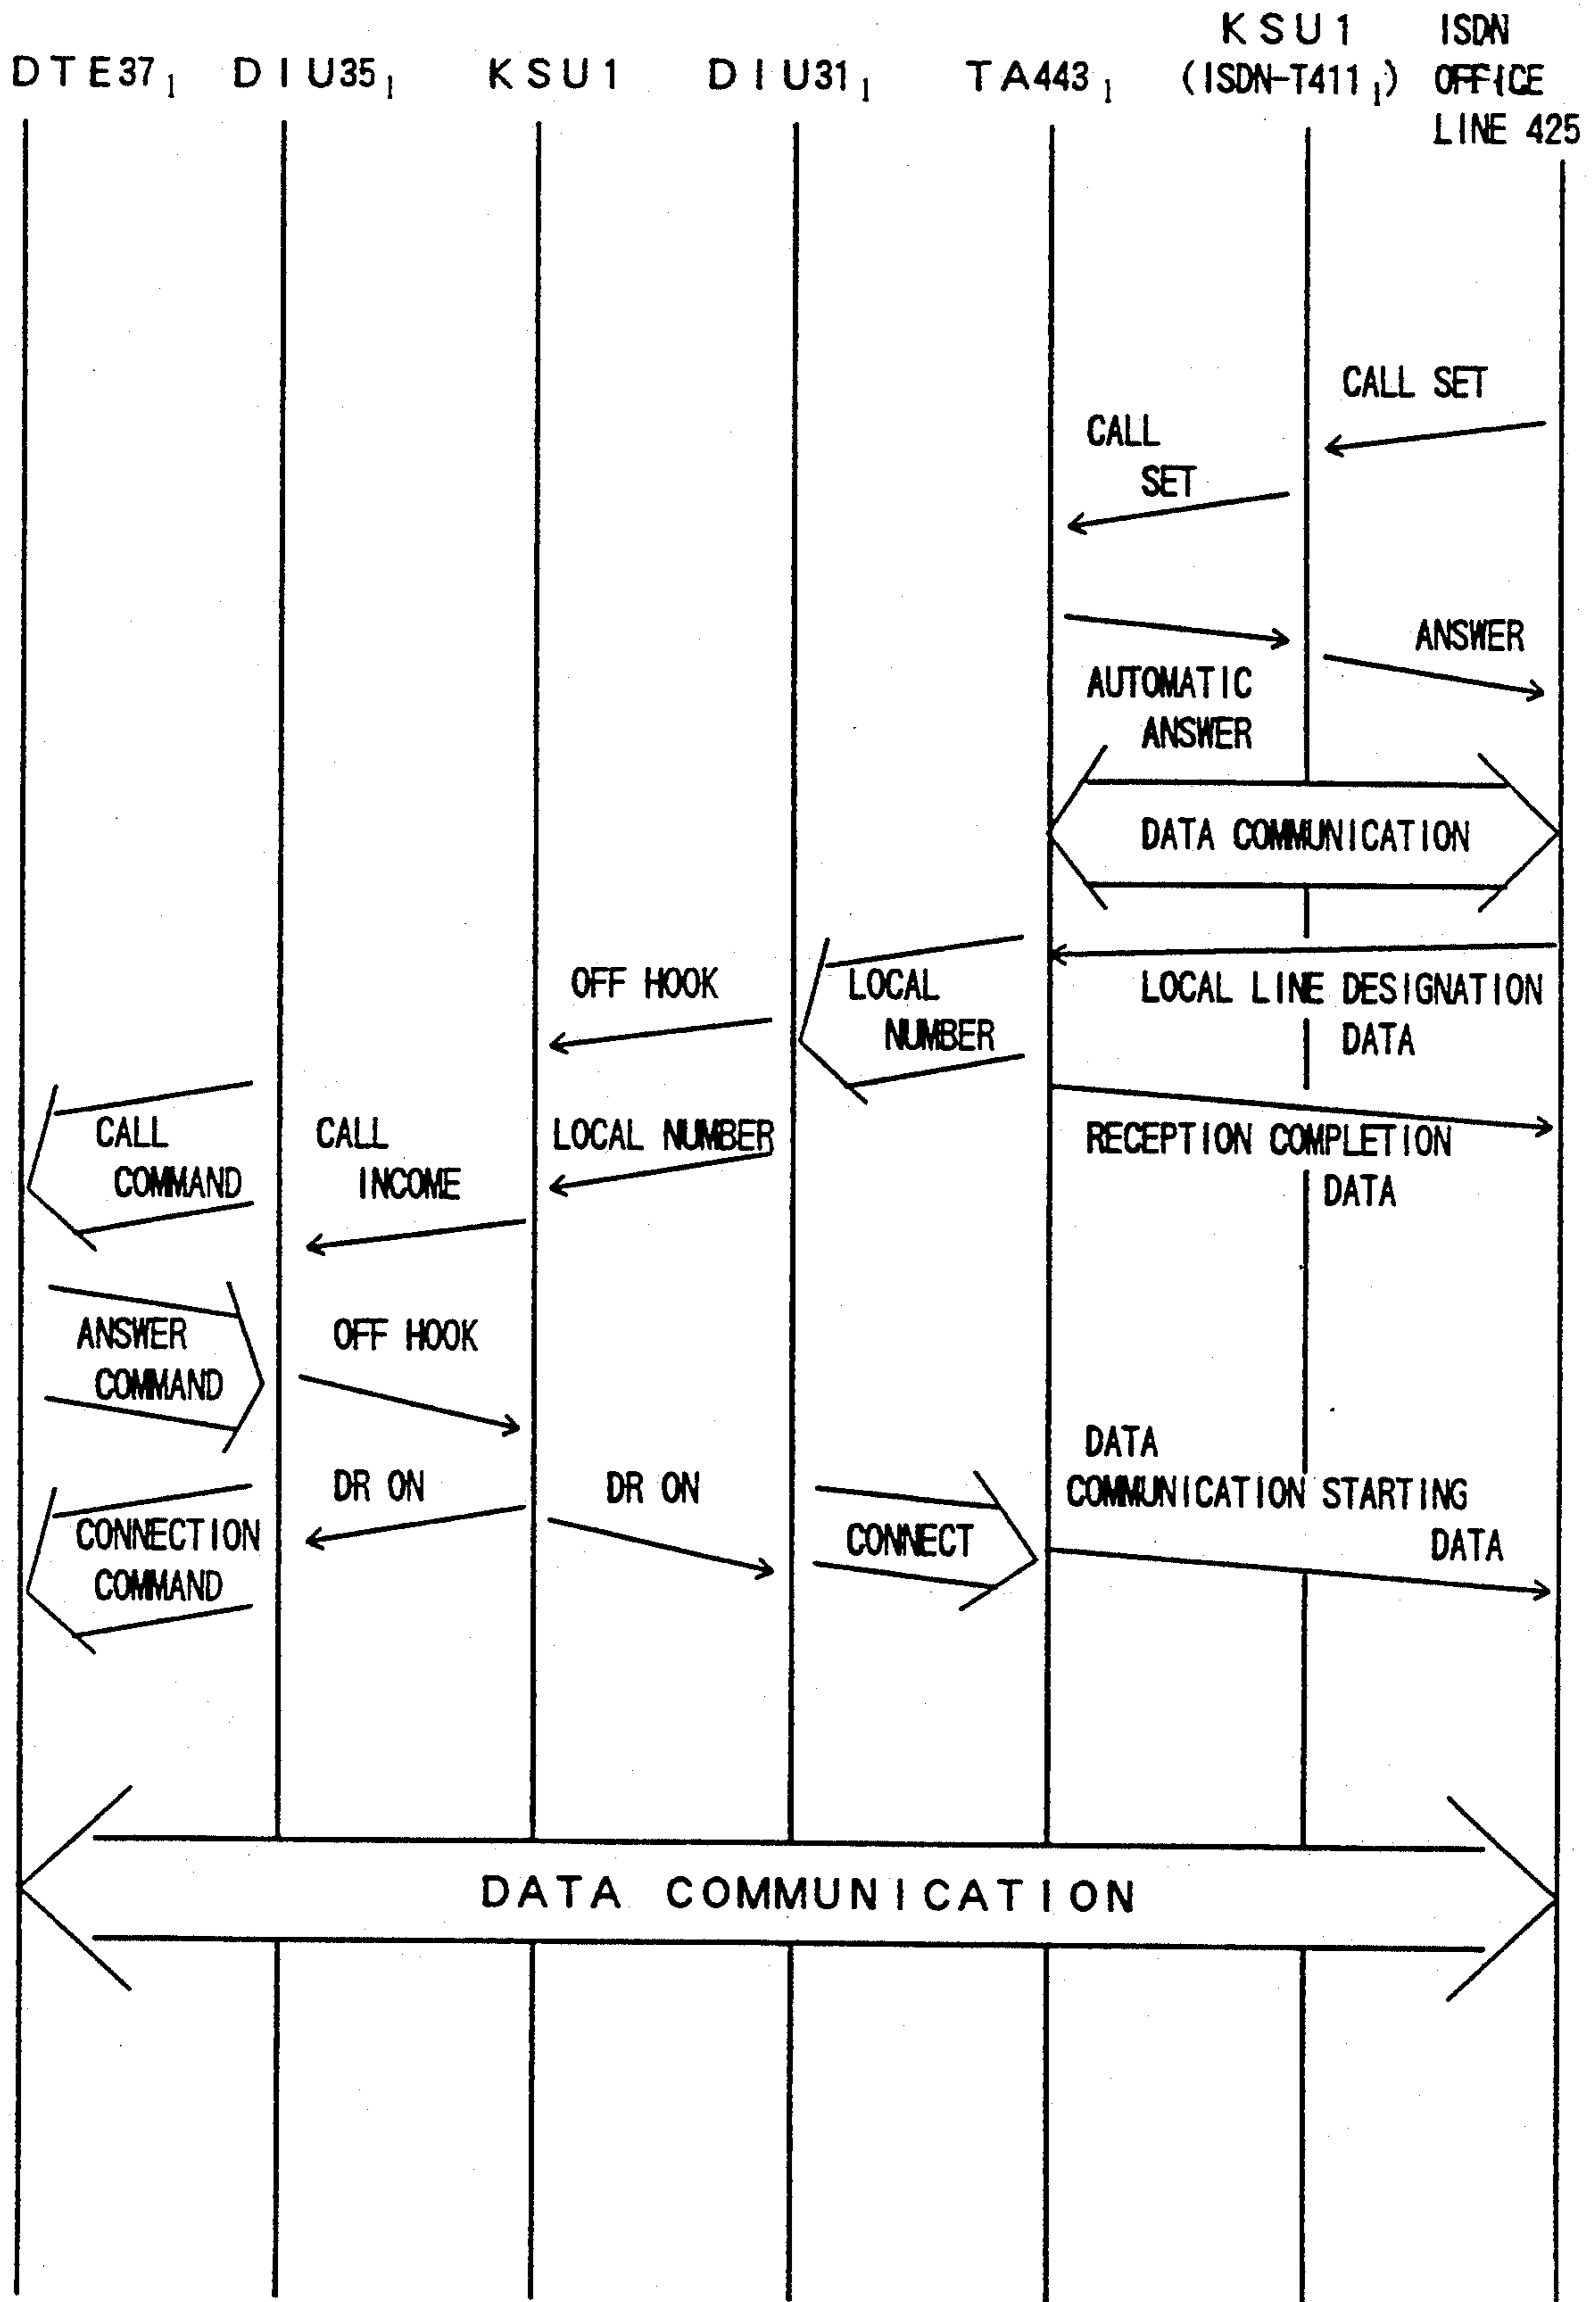 DTE37₁ DIU35₁ KSU1 DIU31₁ TA443₁ KSU1 (ISDN-T411₁) ISDN OFFICE LINE 425
CALL SET
CALL
SET
ANSWER
AUTOMATIC
ANSWER
DATA COMMUNICATION
OFF HOOK
LOCAL
NUMBER
LOCAL LINE DESIGNATION
DATA
CALL
COMMAND
CALL
INCOME
LOCAL NUMBER
RECEPTION COMPLETION
DATA
ANSWER
COMMAND
OFF HOOK
DATA
COMMUNICATION STARTING
DATA
DR ON
DR ON
CONNECTION
COMMAND
CONNECT
DATA COMMUNICATION